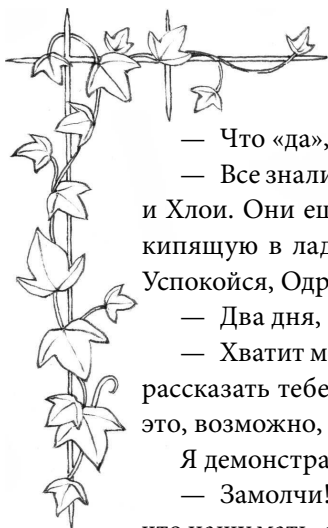 — Что «да»,
— Все знали
и Хлои. Они ещ
кипящую в лад
Успокойся, Одр
— Два дня,
— Хватит м
рассказать тебе
это, возможно,
Я демонстра
— Замолчи!